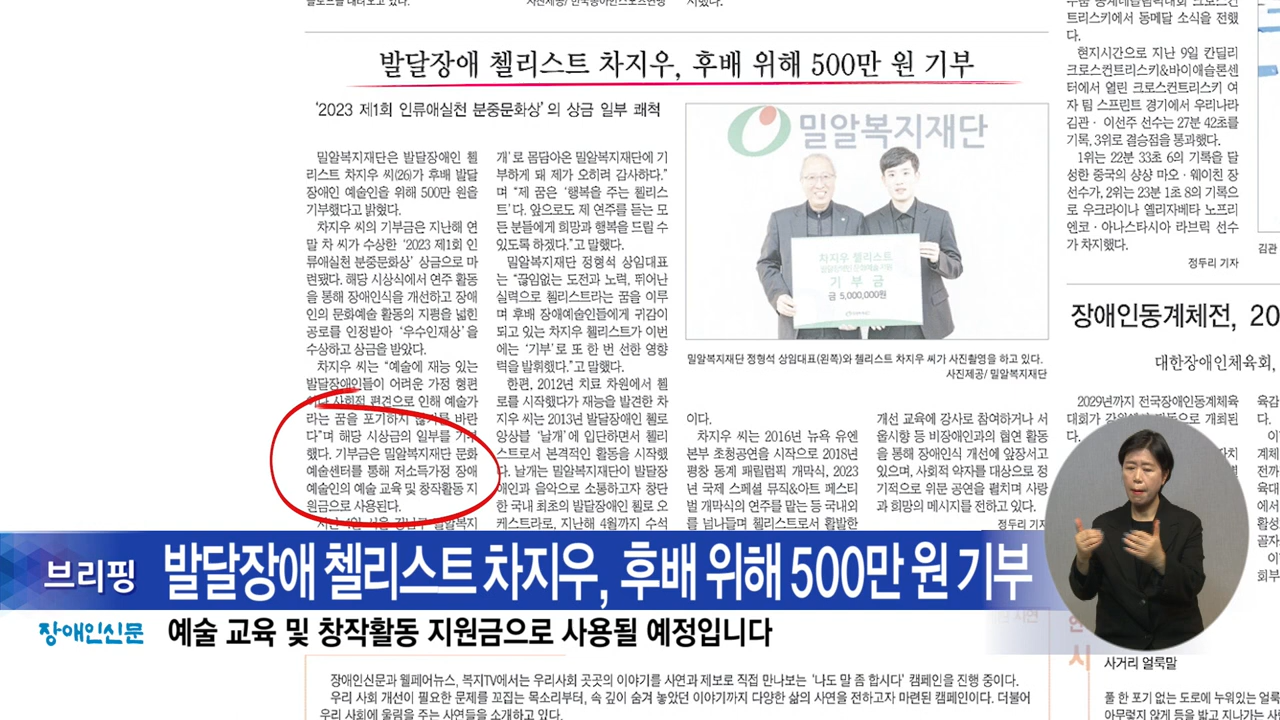 발달장애 첼리스트 차지우, 후배 위해 500만 원 기부
'2023 제1회 인류애실천 분중문화상'의 상금 일부 쾌척
밀알복지재단은 발달장애인 첼
리스트 차지우 씨(26)가 후배 발달
장애인 예술인을 위해 500만 원을
기부했다고 밝혔다.
차지우 씨의 기부금은 지난해 연
말 차 씨가 수상한 '2023 제1회 인
류애실천 분중문화상' 상금으로 마
련됐다. 해당 시상식에서 연주 활동
을 통해 장애인식을 개선하고 장애
인의 문화예술 활동의 지평을 넓힌
공로를 인정받아 '우수인재상'을
수상하고 상금을 받았다.
차지우 씨는 "예술에 재능 있는
발달장애인들이 어려운 가정 형편
이나 사회적 편견으로 인해 예술가
라는 꿈을 포기하지 않기를 바란
다"며 해당 시상금의 일부를 기부
했다. 기부금은 밀알복지재단 문화
예술센터를 통해 저소득가정 장애
예술인의 예술 교육 및 창작활동 지
원금으로 사용된다.
개'로 몸담아온 밀알복지재단에 기
부하게 돼 제가 오히려 감사하다."
며 "제 꿈은 '행복을 주는 첼리스
트'다. 앞으로도 제 연주를 듣는 모
든 분들에게 희망과 행복을 드릴 수
있도록 하겠다."고 말했다.
밀알복지재단 정형석 상임대표
는 "끊임없는 도전과 노력, 뛰어난
실력으로 첼리스트라는 꿈을 이루
며 후배 장애예술인들에게 귀감이
되고 있는 차지우 첼리스트가 이번
에는 '기부'로 또 한 번 선한 영향
력을 발휘했다."고 말했다.
한편, 2012년 치료 차원에서 첼
로를 시작했다가 재능을 발견한 차
지우 씨는 2013년 발달장애인 첼로
앙상블 '날개'에 입단하면서 첼리
스트로서 본격적인 활동을 시작했
다. 날개는 밀알복지재단이 발달장
애인과 음악으로 소통하고자 창단
한 국내 최초의 발달장애인 첼로 오
케스트라로, 지난해 4월까지 수석
밀알복지재단
차지우 첼리스트
발달장애인 문화예술 지원
기 부 금
금 5,000,000원
밀알복지재단 정형석 상임대표(왼쪽)와 첼리스트 차지우 씨가 사진촬영을 하고 있다.
사진제공/ 밀알복지재단
이다.
차지우 씨는 2016년 뉴욕 유엔
본부 초청공연을 시작으로 2018년
평창 동계 패럴림픽 개막식, 2023
년 국제 스페셜 뮤직&아트 페스티
벌 개막식의 연주를 맡는 등 국내외
를 넘나들며 첼리스트로서 활발한
개선 교육에 강사로 참여하거나 서
울시향 등 비장애인과의 협연 활동
을 통해 장애인식 개선에 앞장서고
있으며, 사회적 약자를 대상으로 정
기적으로 위문 공연을 펼치며 사랑
과 희망의 메시지를 전하고 있다.
정두리 기자
트리스키에서 동메달 소식을 전했
다.
현지시간으로 지난 9일 칸딜리
크로스컨트리스키&바이애슬론센
터에서 열린 크로스컨트리스키 여
자 팀 스프린트 경기에서 우리나라
김관·이선주 선수는 27분 42초를
기록, 3위로 결승점을 통과했다.
1위는 22분 33초 6의 기록을 달
성한 중국의 샹샹 마오·웨이친 장
선수가, 2위는 23분 1초 8의 기록으
로 우크라이나 옐리자베타 노프리
엔코·아나스타시아 라브릭 선수
가 차지했다.
정두리 기자
김관
장애인동계체전, 20
대한장애인체육회,
2029년까지 전국장애인동계체육
브리핑
발달장애 첼리스트 차지우, 후배 위해 500만 원 기부
장애인신문
예술 교육 및 창작활동 지원금으로 사용될 예정입니다
시
사거리 얼룩말
장애인신문과 웰페어뉴스, 복지TV에서는 우리사회 곳곳의 이야기를 사연과 제보로 직접 만나보는 '나도 말 좀 합시다' 캠페인을 진행 중이다.
우리 사회 개선이 필요한 문제를 꼬집는 목소리부터, 속 깊이 숨겨 놓았던 이야기까지 다양한 삶의 사연을 전하고자 마련된 캠페인이다. 더불어
우리 사회에 울림을 주는 사연들을 소개하고 있다.
풀 한 포기 없는 도로에 누워있는 얼룩